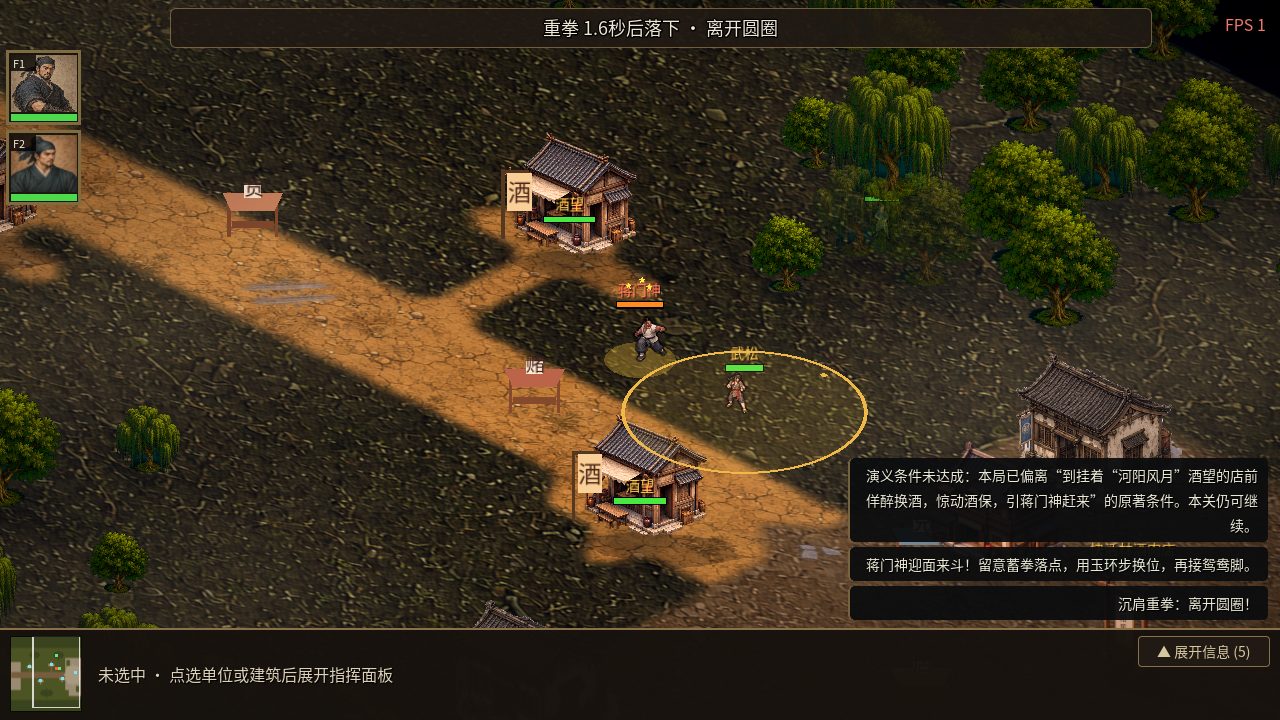 重拳 1.6秒后落下 · 离开圆圈
FPS 1
F1
F2
酒
酒望
蒋门神
武松
酒
酒望
演义条件未达成：本局已偏离“到挂着“河阳风月”酒望的店前
佯醉换酒，惊动酒保，引蒋门神赶来”的原著条件。本关仍可继
续。
蒋门神迎面来斗！留意蓄拳落点，用玉环步换位，再接鸳鸯脚。
沉肩重拳：离开圆圈！
▲ 展开信息 (5)
未选中 · 点选单位或建筑后展开指挥面板